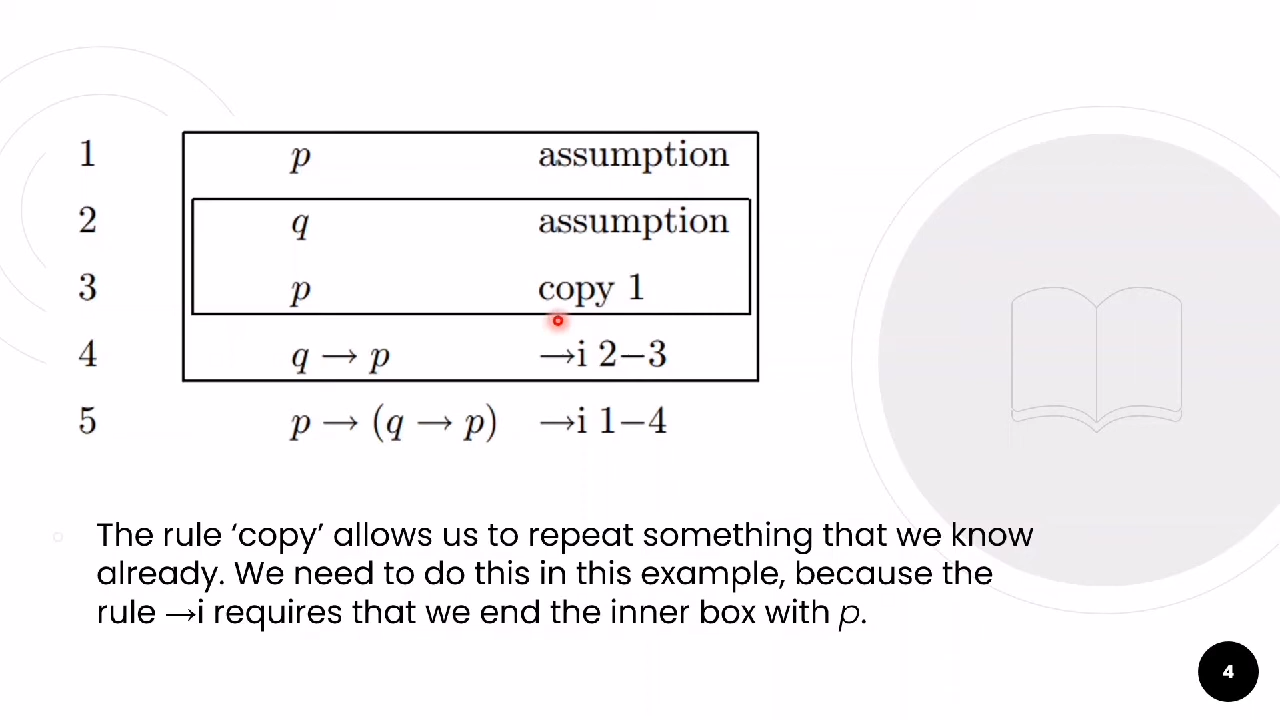 1 p assumption
2 q assumption
3 p copy 1
4 q → p →i 2−3
5 p → (q → p) →i 1−4
The rule ‘copy’ allows us to repeat something that we know
already. We need to do this in this example, because the
rule →i requires that we end the inner box with p.
4